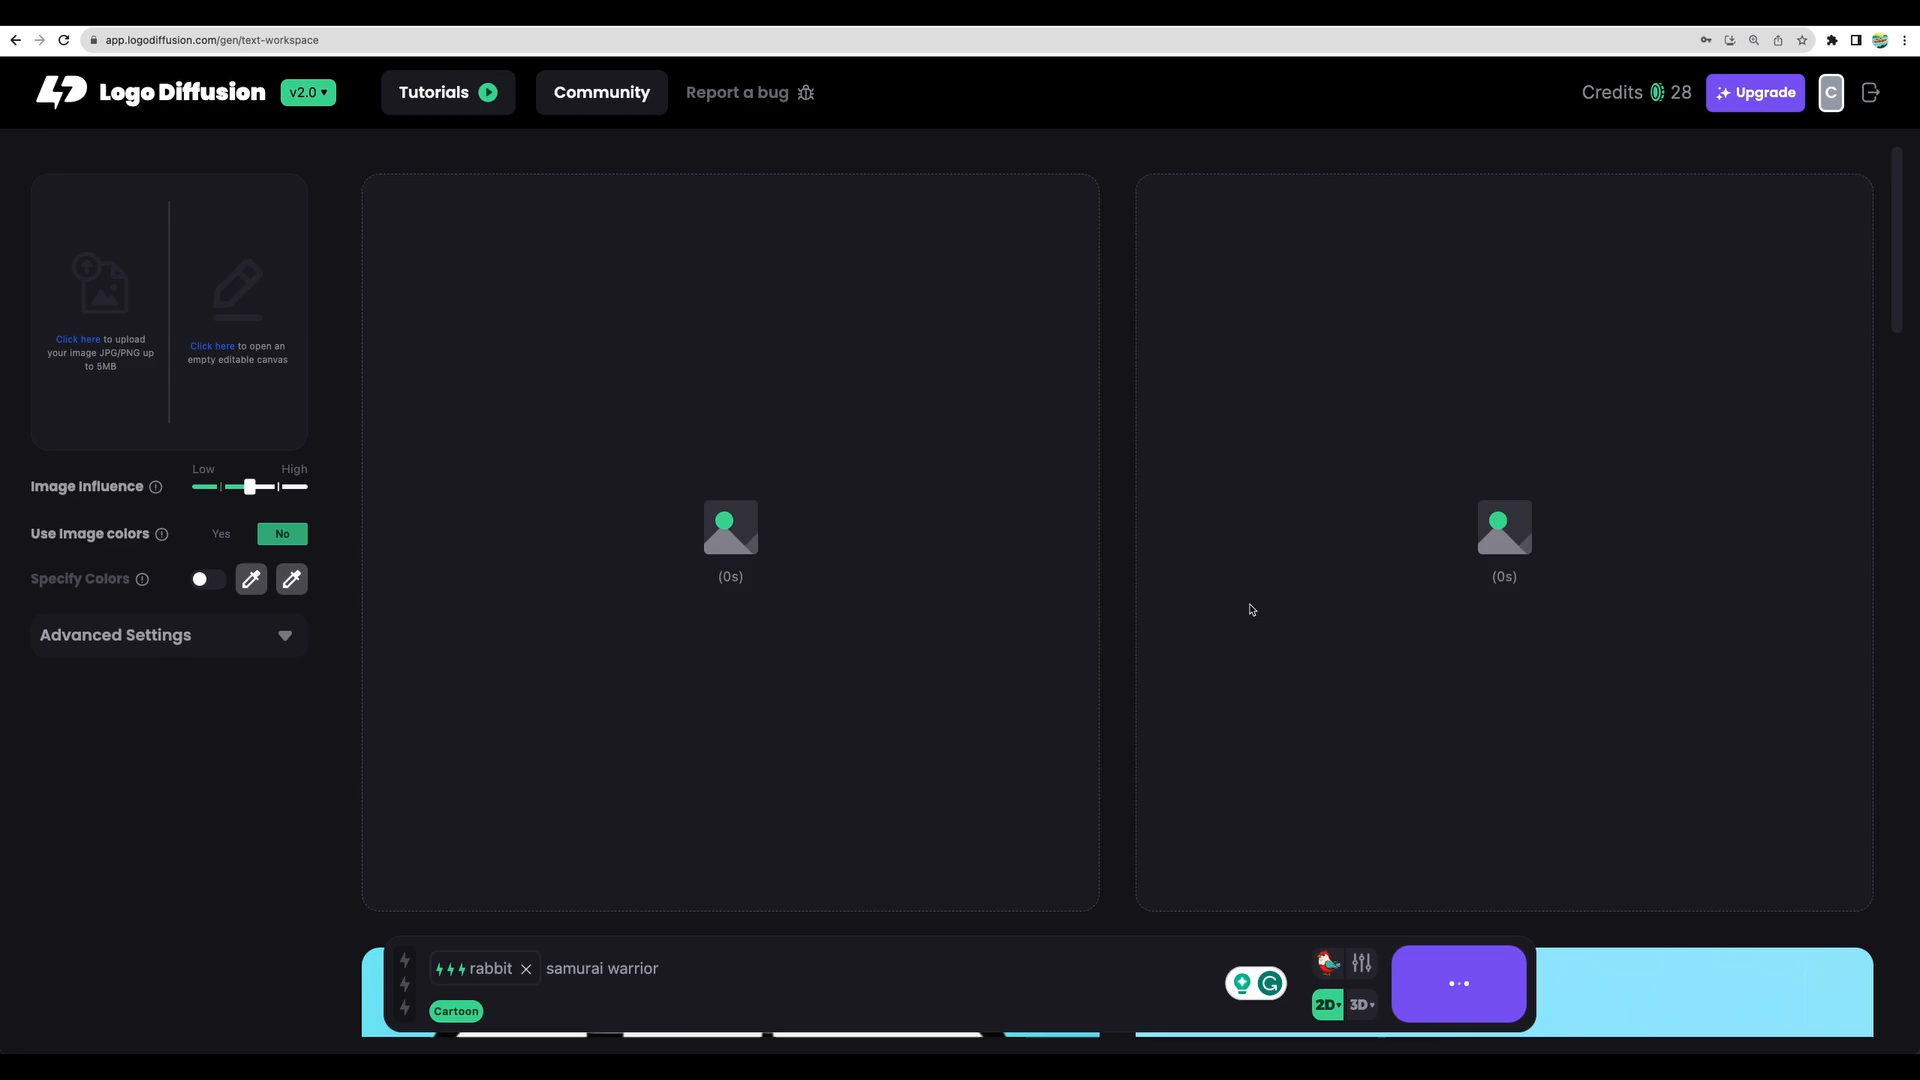 app.logodiffusion.com/gen/text-workspace
Logo Diffusion
v2.0
Tutorials
Community
Report a bug
Credits 28
Upgrade
C
Click here to upload
your image JPG/PNG up
to 5MB
Click here to open an
empty editable canvas
Image Influence
Low
High
Use Image colors
Yes
No
Specify Colors
Advanced Settings
(0s)
(0s)
rabbit
samurai warrior
Cartoon
2D
3D